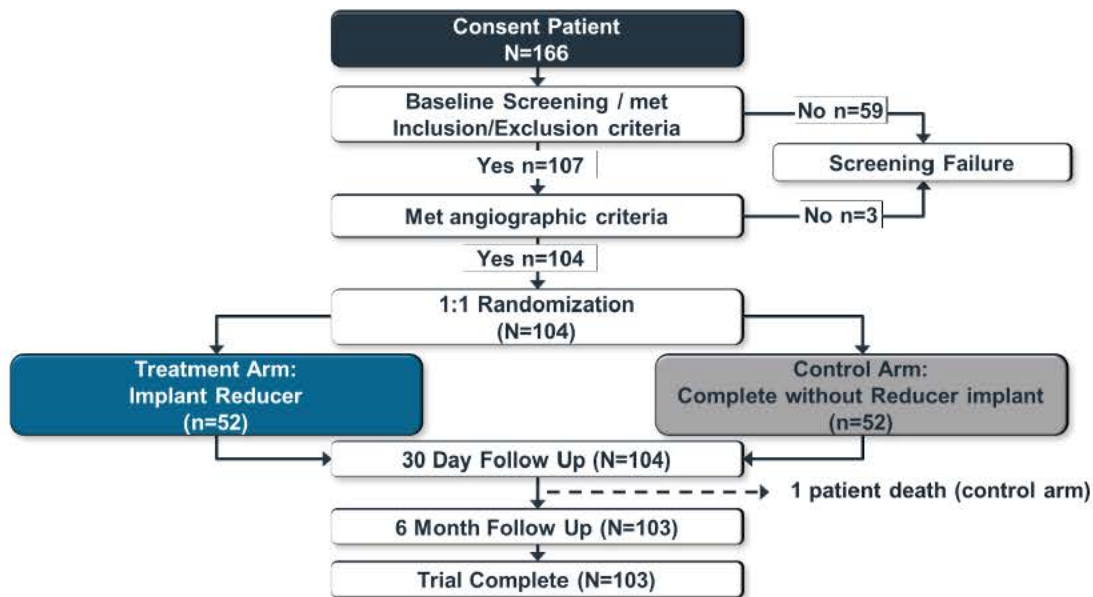 Consent Patient
N=166
Baseline Screening / met
Inclusion/Exclusion criteria
No n=59
Yes n=107
Screening Failure
Met angiographic criteria
No n=3
Yes n=104
1:1 Randomization
(N=104)
Treatment Arm:
Implant Reducer
(n=52)
Control Arm:
Complete without Reducer implant
(n=52)
30 Day Follow Up (N=104)
1 patient death (control arm)
6 Month Follow Up (N=103)
Trial Complete (N=103)